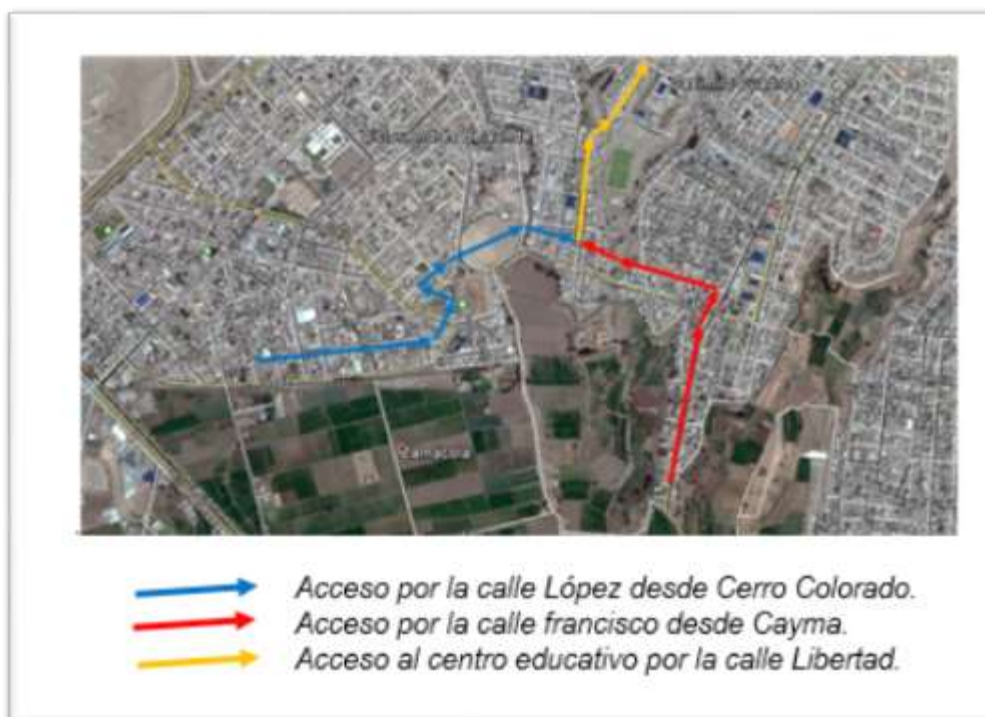 Zamacola
Acceso por la calle López desde Cerro Colorado.
Acceso por la calle francisco desde Cayma.
Acceso al centro educativo por la calle Libertad.